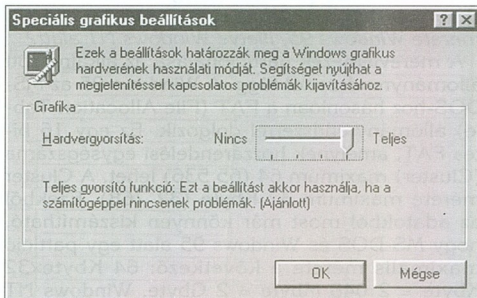 Speciális grafikus beállítások
Ezek a beállítások határozzák meg a Windows grafikus
hardverének használati módját. Segítséget nyújthat a
megjelenítéssel kapcsolatos problémák kijavításához.
Grafika
Hardvergyorsítás: Nincs Teljes
Teljes gyorsító funkció: Ezt a beállítást akkor használja, ha a
számítógéppel nincsenek problémák. (Ajánlott)
OK Mégse